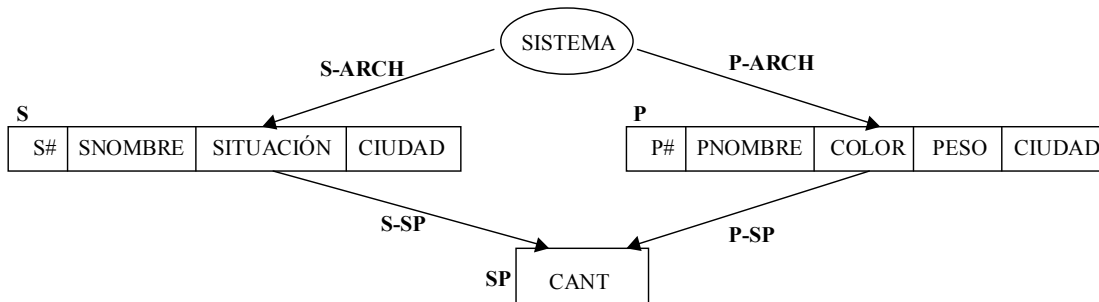 SISTEMA
S-ARCH
P-ARCH
S
P
S# SNOMBRE SITUACIÓN CIUDAD
P# PNOMBRE COLOR PESO CIUDAD
S-SP
P-SP
SP
CANT